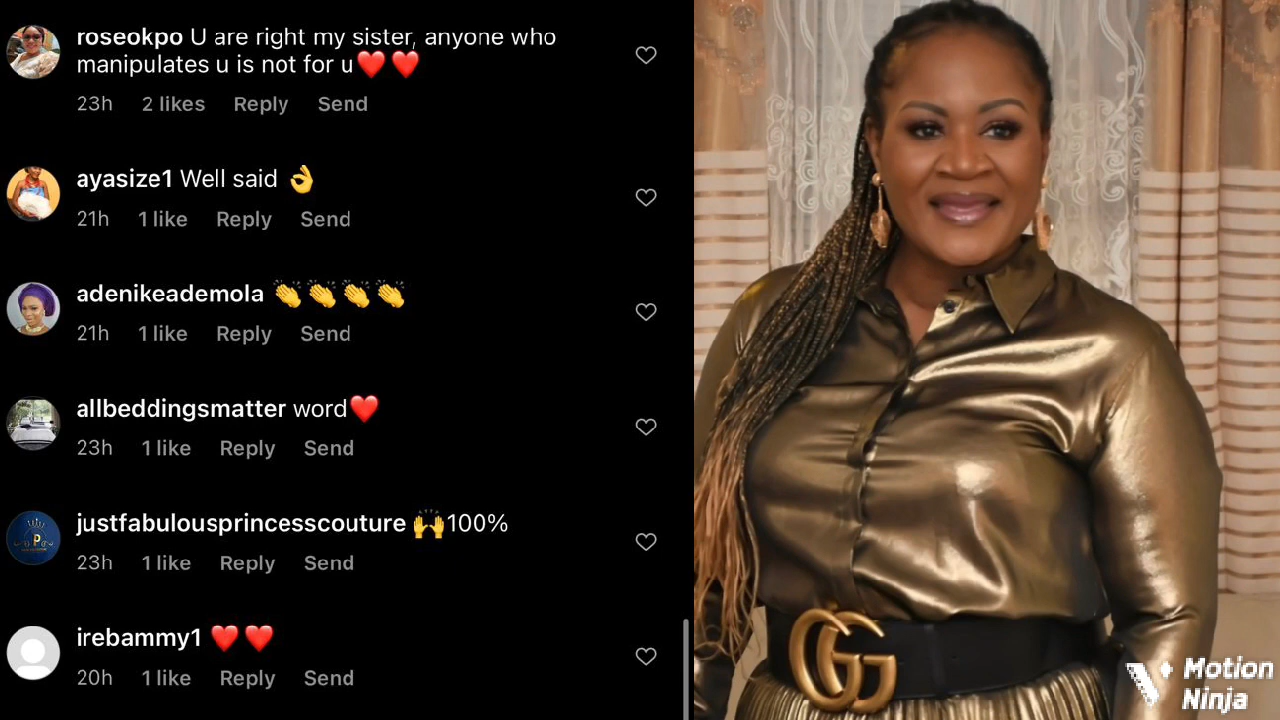 roseokpo U are right my sister, anyone who
manipulates u is not for u❤️❤️
23h 2 likes Reply Send
ayasize1 Well said 👌
21h 1 like Reply Send
adenikeademola 👏👏👏👏
21h 1 like Reply Send
allbeddingsmatter word❤️
23h 1 like Reply Send
justfabulousprincesscouture 🙌100%
23h 1 like Reply Send
irebammy1 ❤️❤️
20h 1 like Reply Send
GG
Motion
Ninja